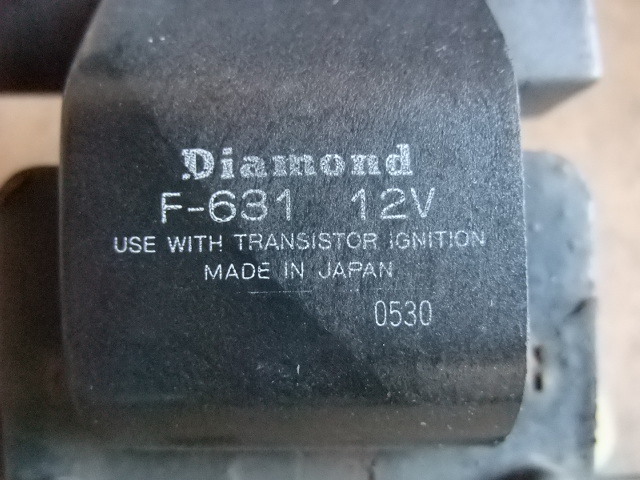 Diamond
F-631 12V
USE WITH TRANSISTOR IGNITION
MADE IN JAPAN
0530